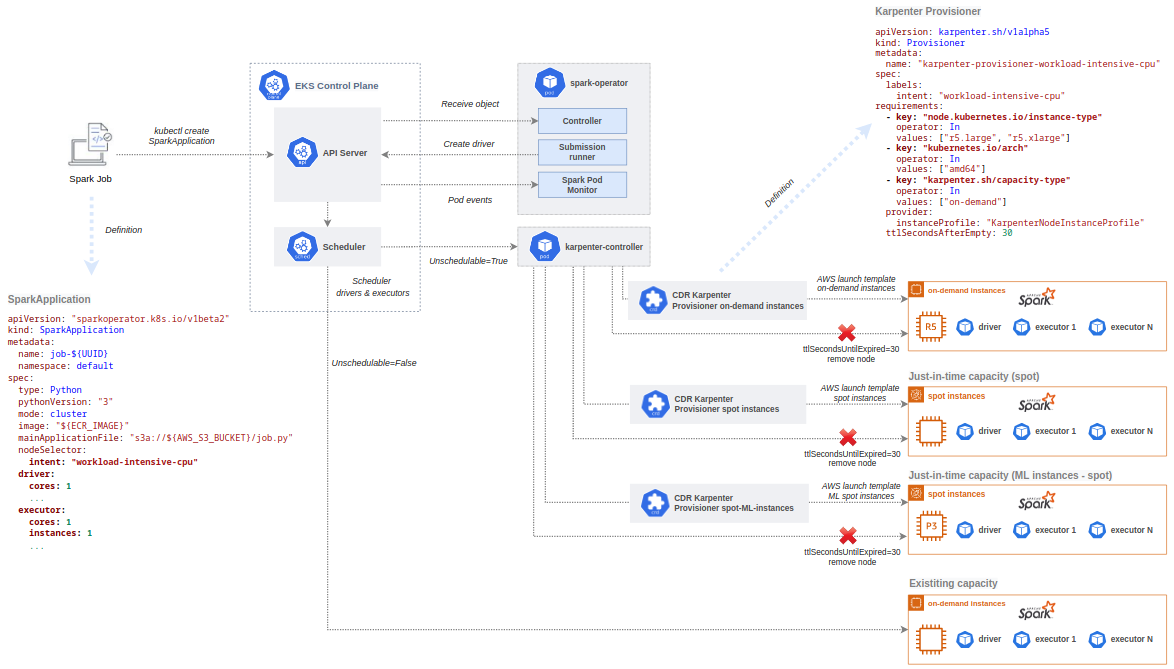 Karpenter Provisioner
apiVersion: karpenter.sh/v1alpha5
kind: Provisioner
metadata:
name: "karpenter-provisioner-workload-intensive-cpu"
spec:
labels:
intent: "workload-intensive-cpu"
requirements:
- key: "node.kubernetes.io/instance-type"
operator: In
values: ["r5.large", "r5.xlarge"]
- key: "kubernetes.io/arch"
operator: In
values: ["amd64"]
- key: "karpenter.sh/capacity-type"
operator: In
values: ["on-demand"]
provider:
instanceProfile: "KarpenterNodeInstanceProfile"
ttlSecondsAfterEmpty: 30
Definition
Spark Job
kubectl create
SparkApplication
Definition
EKS Control Plane
api
API Server
sched
Scheduler
Scheduler
drivers & executors
Receive object
Create driver
Pod events
Unschedulable=True
Unschedulable=False
pod
spark-operator
Controller
Submission
runner
Spark Pod
Monitor
pod
karpenter-controller
SparkApplication
apiVersion: "sparkoperator.k8s.io/v1beta2"
kind: SparkApplication
metadata:
name: job-${UUID}
namespace: default
spec:
type: Python
pythonVersion: "3"
mode: cluster
image: "${ECR_IMAGE}"
mainApplicationFile: "s3a://${AWS_S3_BUCKET}/job.py"
nodeSelector:
intent: "workload-intensive-cpu"
driver:
cores: 1
...
executor:
cores: 1
instances: 1
...
crd
CDR Karpenter
Provisioner on-demand instances
AWS launch template
on-demand instances
ttlSecondsUntilExpired=30
remove node
on-demand instances
Spark
R5
driver
executor 1
executor N
crd
CDR Karpenter
Provisioner spot instances
AWS launch template
spot instances
ttlSecondsUntilExpired=30
remove node
Just-in-time capacity (spot)
spot instances
Spark
driver
executor 1
executor N
crd
CDR Karpenter
Provisioner spot-ML-instances
AWS launch template
ML spot instances
ttlSecondsUntilExpired=30
remove node
Just-in-time capacity (ML instances - spot)
spot instances
Spark
P3
driver
executor 1
executor N
Existiting capacity
on-demand instances
Spark
driver
executor 1
executor N